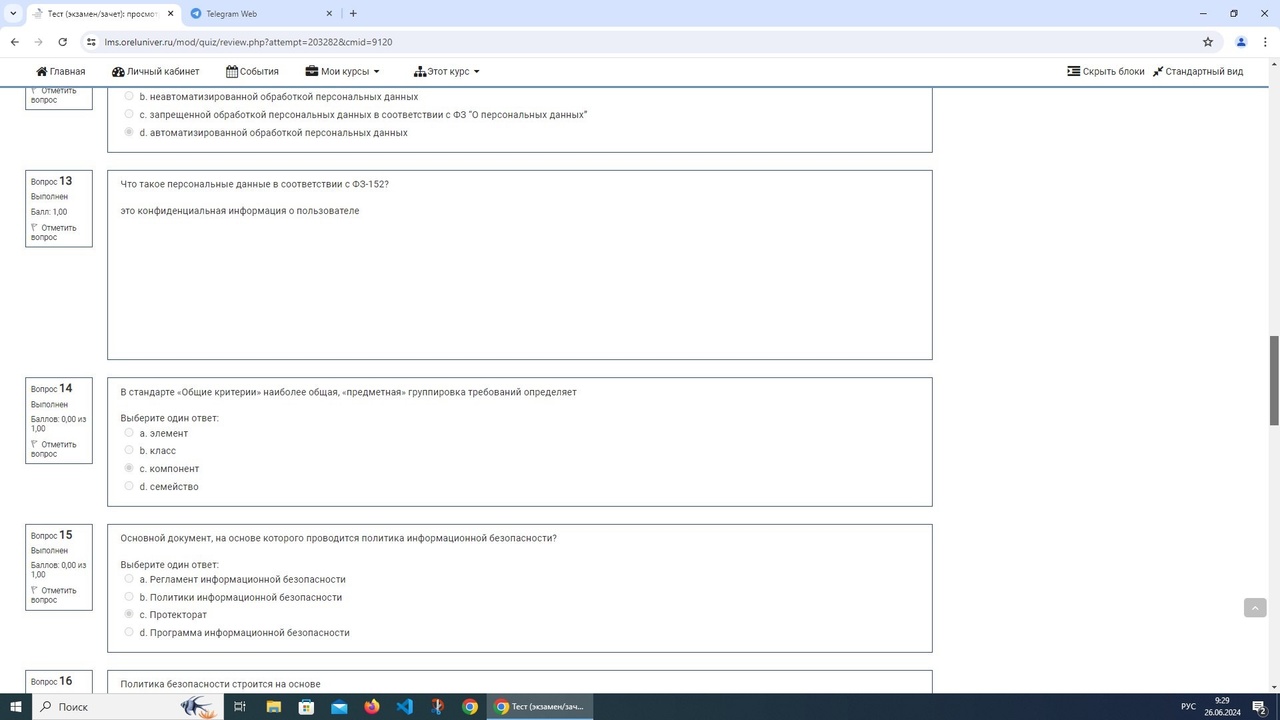 Тест (экзамен/зачет): просмот
Telegram Web
lms.oreluniver.ru/mod/quiz/review.php?attempt=203282&cmid=9120
Главная
Личный кабинет
События
Мои курсы
Этот курс
Скрыть блоки
Стандартный вид
Отметить
вопрос
b. неавтоматизированной обработкой персональных данных
c. запрещенной обработкой персональных данных в соответствии с ФЗ "О персональных данных"
d. автоматизированной обработкой персональных данных
Вопрос 13
Выполнен
Балл: 1,00
Отметить
вопрос
Что такое персональные данные в соответствии с ФЗ-152?
это конфиденциальная информация о пользователе
Вопрос 14
Выполнен
Баллов: 0,00 из
1,00
Отметить
вопрос
В стандарте «Общие критерии» наиболее общая, «предметная» группировка требований определяет
Выберите один ответ:
a. элемент
b. класс
c. компонент
d. семейство
Вопрос 15
Выполнен
Баллов: 0,00 из
1,00
Отметить
вопрос
Основной документ, на основе которого проводится политика информационной безопасности?
Выберите один ответ:
a. Регламент информационной безопасности
b. Политики информационной безопасности
c. Протекторат
d. Программа информационной безопасности
Вопрос 16
Политика безопасности строится на основе
Поиск
Тест (экзамен/зач...
РУС
9:29
26.06.2024
2